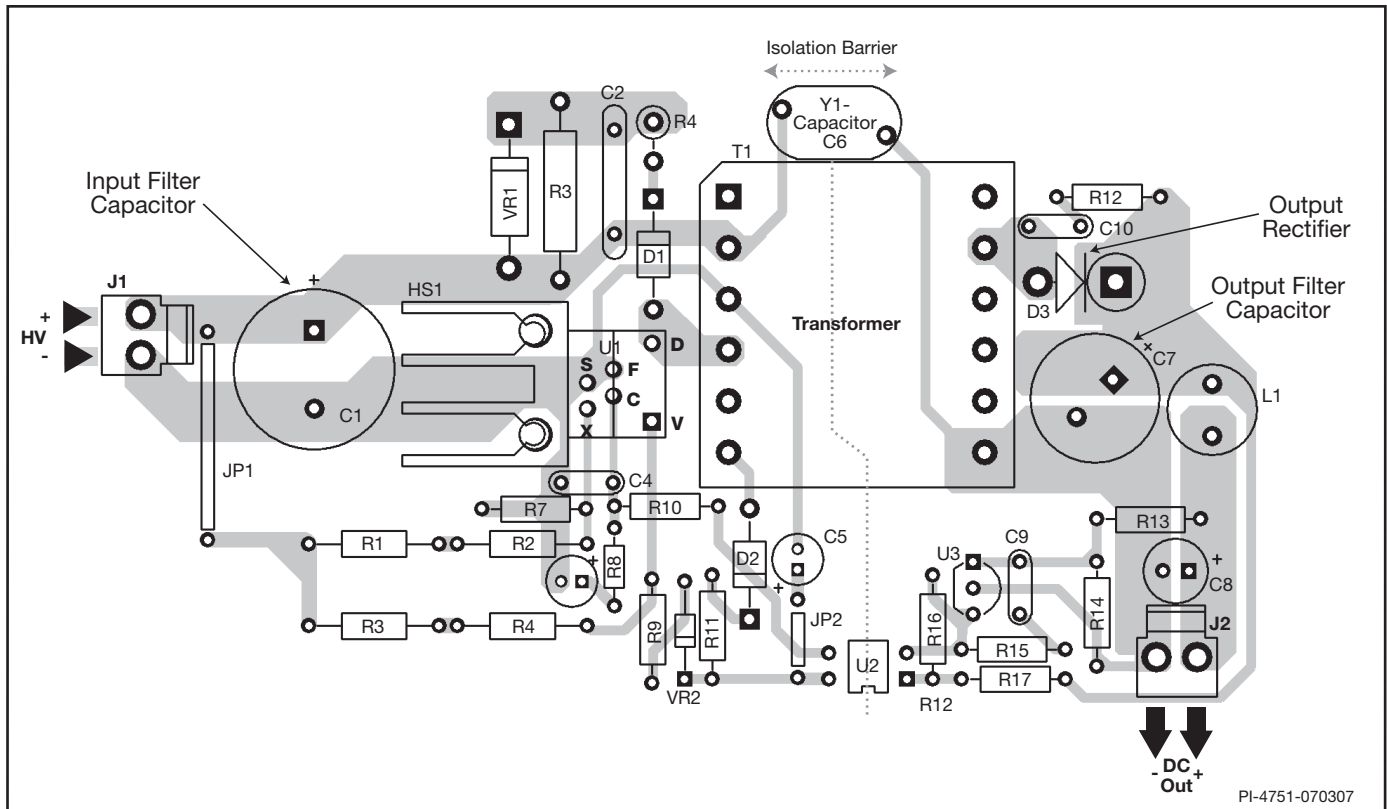 Isolation Barrier
Y1-
Capacitor
C6
C2
R4
T1
Input Filter
Capacitor
VR1
R3
R12
Output
Rectifier
C10
D1
J1
+
HS1
D3
Output Filter
Capacitor
+
HV
-
Transformer
+
C7
U1
D
S
F
C
L1
C1
X
V
JP1
C4
R7
R10
R13
R1
R2
R8
+
D2
C5
+
U3
C9
+
C8
R14
R3
R4
R9
R11
JP2
R16
J2
R15
U2
R17
VR2
R12
- DC +
Out
PI-4751-070307